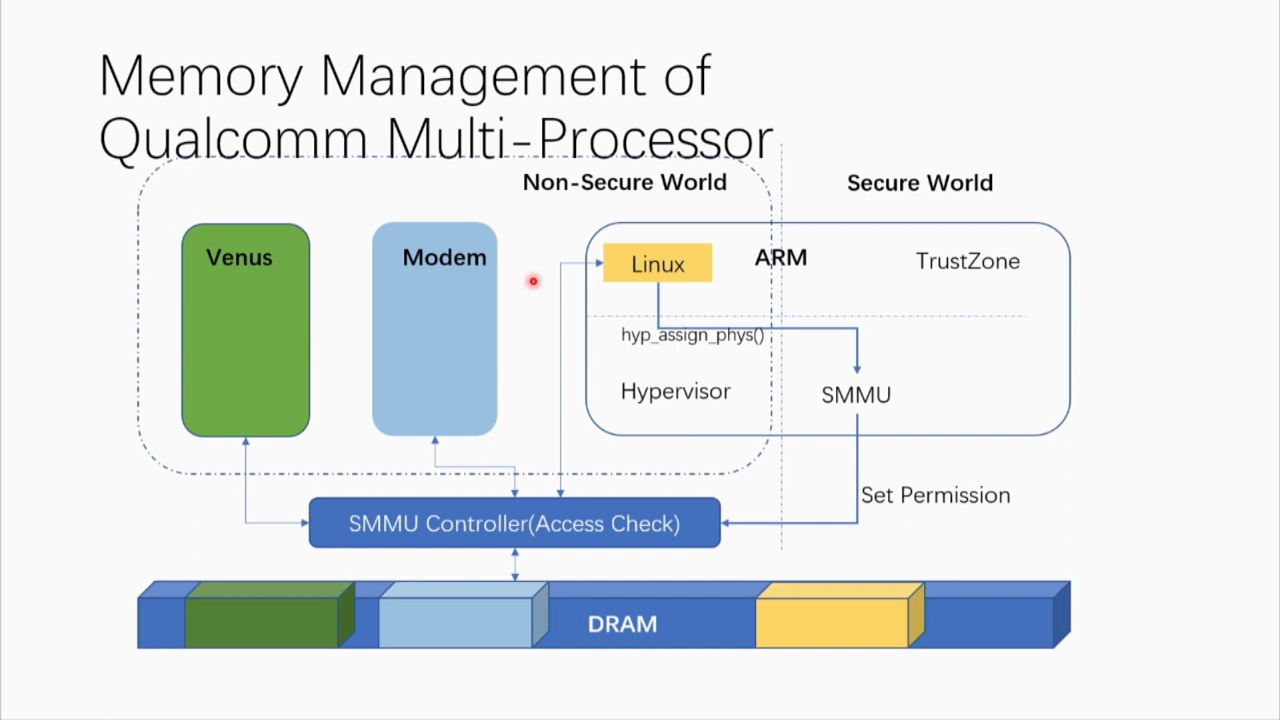 Memory Management of
Qualcomm Multi-Processor
Non-Secure World
Secure World
Venus
Modem
Linux
ARM
TrustZone
hyp_assign_phys()
Hypervisor
SMMU
Set Permission
SMMU Controller(Access Check)
DRAM